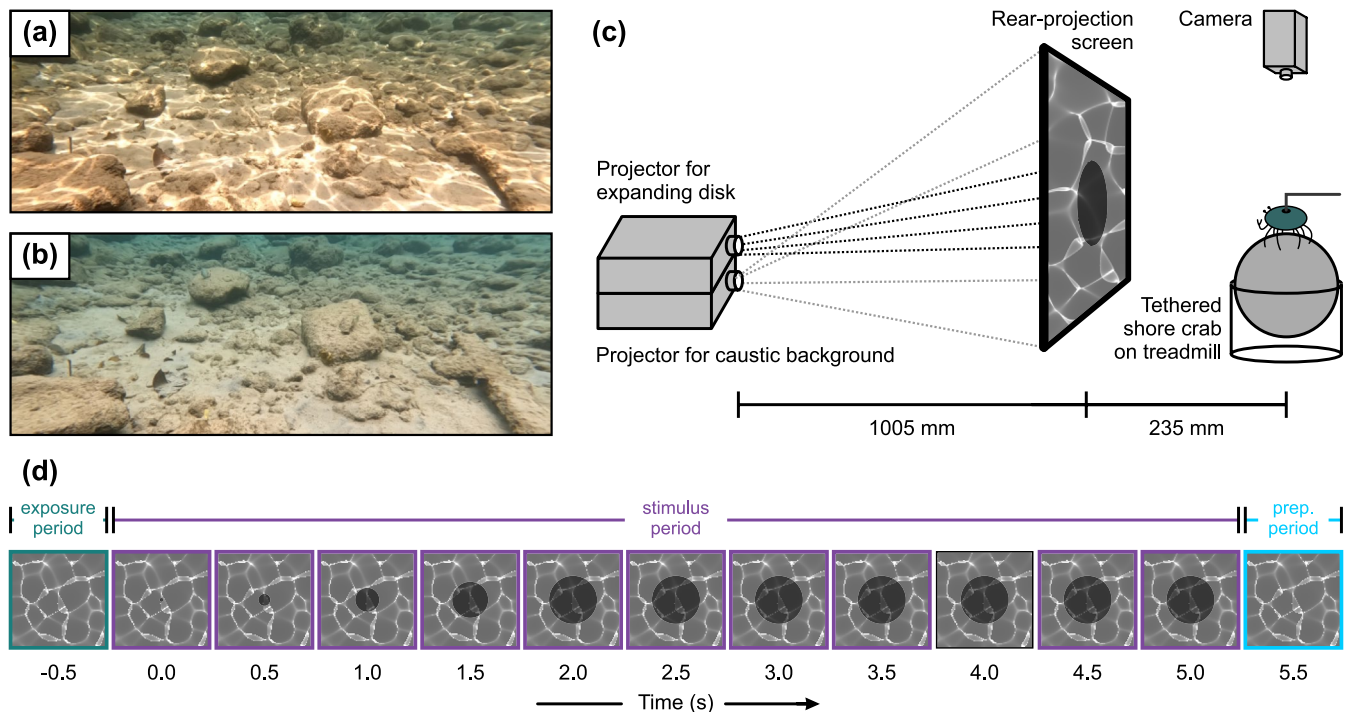 (a)
(b)
(c)
Rear-projection
screen
Camera
Projector for
expanding disk
Projector for caustic background
Tethered
shore crab
on treadmill
1005 mm
235 mm
(d)
exposure
period
stimulus
period
prep.
period
-0.5
0.0
0.5
1.0
1.5
2.0
2.5
3.0
3.5
4.0
4.5
5.0
5.5
Time (s)